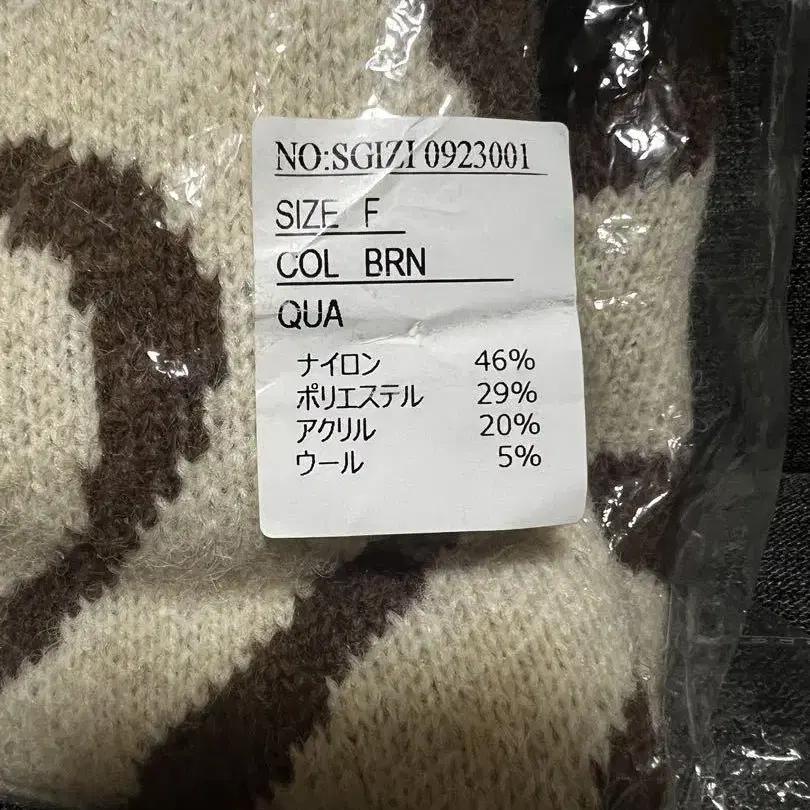 NO:SGIZI 0923001
SIZE F
COL BRN
QUA
ナイロン 46%
ポリエステル 29%
アクリル 20%
ウール 5%